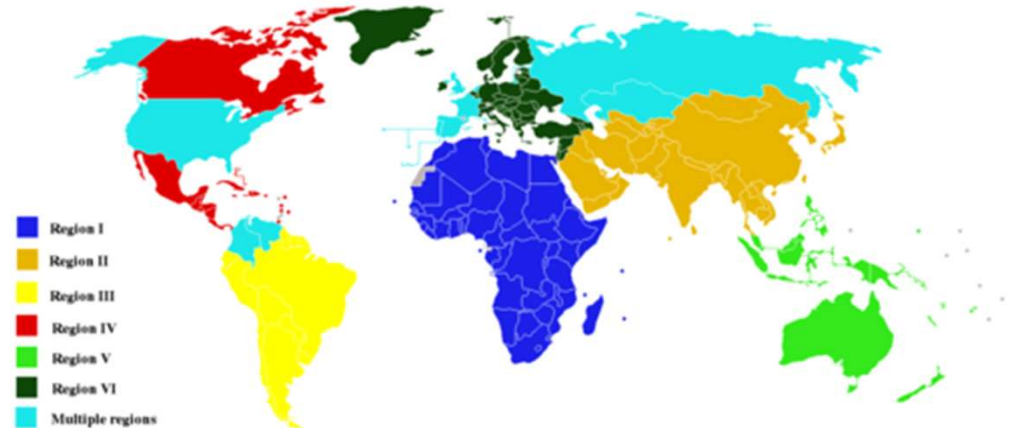 Region I
Region II
Region III
Region IV
Region V
Region VI
Multiple regions